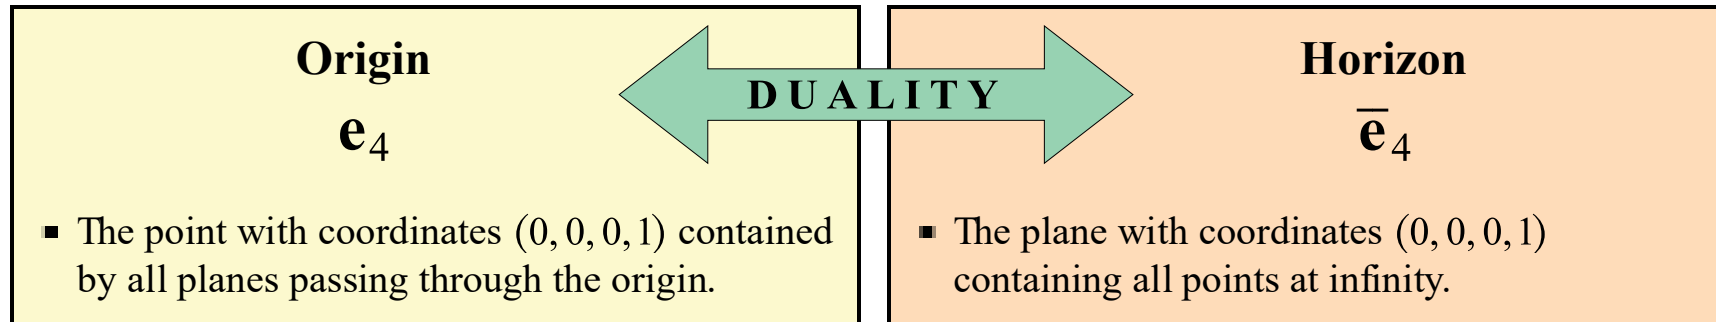 Origin
e₄
▪ The point with coordinates (0, 0, 0, 1) contained
by all planes passing through the origin.
DUALITY
Horizon
e̅₄
▪ The plane with coordinates (0, 0, 0, 1)
containing all points at infinity.